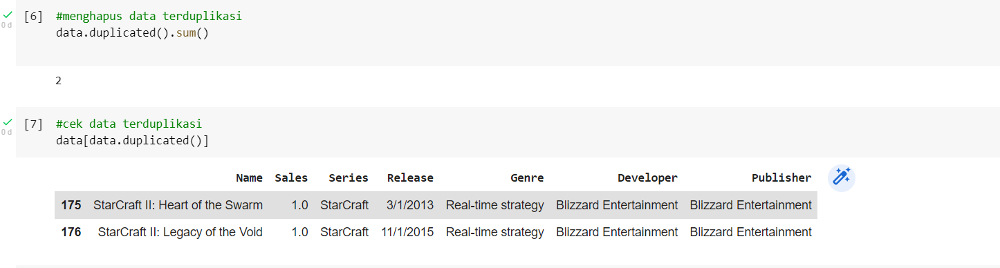 [6] #menghapus data terduplikasi
0 d
data.duplicated().sum()
2
[7] #cek data terduplikasi
0 d
data[data.duplicated()]
Name Sales Series Release Genre Developer Publisher
175 StarCraft II: Heart of the Swarm 1.0 StarCraft 3/1/2013 Real-time strategy Blizzard Entertainment Blizzard Entertainment
176 StarCraft II: Legacy of the Void 1.0 StarCraft 11/1/2015 Real-time strategy Blizzard Entertainment Blizzard Entertainment